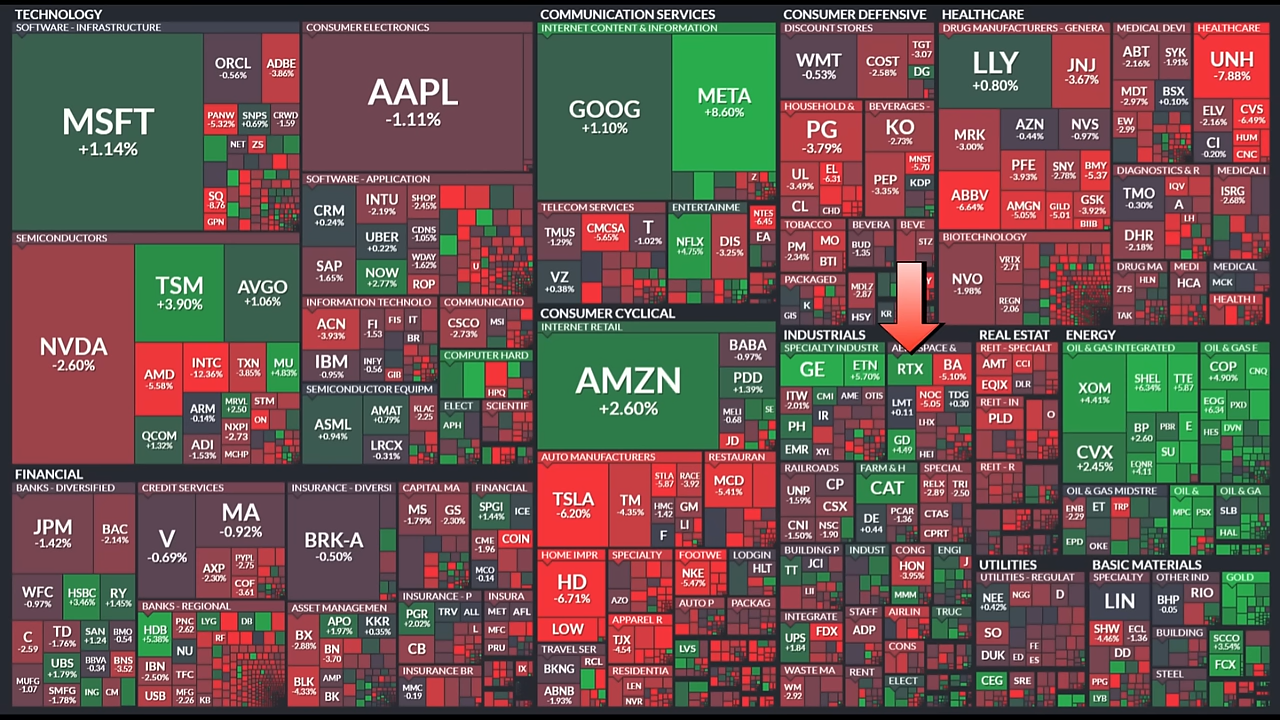 TECHNOLOGY
SOFTWARE - INFRASTRUCTURE
MSFT
+1.14%
ORCL
-0.56%
ADBE
-3.86%
PANW
-5.32%
SNPS
+0.69%
CRWD
-1.59
NET
ZS
SQ
-8.76
GPN
CONSUMER ELECTRONICS
AAPL
-1.11%
SOFTWARE - APPLICATION
CRM
+0.24%
INTU
-2.19%
SHOP
-2.45%
UBER
+0.22%
CDNS
-1.05%
SAP
-1.65%
NOW
+2.77%
WDAY
-1.62%
ROP
U
SEMICONDUCTORS
NVDA
-2.60%
TSM
+3.90%
AVGO
+1.06%
AMD
-5.58%
INTC
-12.36%
TXN
-3.85%
MU
+4.83%
ARM
-0.14%
MRVL
+2.50
STM
ON
QCOM
+1.32%
ADI
-1.53%
NXPI
-2.73
MCHP
INFORMATION TECHNOLO
ACN
-3.93%
FI
-1.53
FIS
IT
BR
IBM
-0.95%
INFY
-0.56
GIB
COMMUNICATIO
CSCO
-2.73%
MSI
COMPUTER HARD
HPQ
SEMICONDUCTOR EQUIPM
ASML
+0.94%
AMAT
+0.79%
KLAC
-2.25
LRCX
-0.31%
ELECT
APH
SCIENTIF
COMMUNICATION SERVICES
INTERNET CONTENT & INFORMATION
GOOG
+1.10%
META
+8.60%
Z
TELECOM SERVICES
TMUS
-1.29%
CMCSA
-5.65%
T
-1.02%
VZ
+0.38%
ENTERTAINME
NFLX
+4.75%
DIS
-3.25%
NTES
-6.45
EA
CONSUMER CYCLICAL
INTERNET RETAIL
AMZN
+2.60%
BABA
-0.97%
PDD
+1.39%
MELI
-0.68
SE
JD
AUTO MANUFACTURERS
TSLA
-6.20%
TM
-4.35%
STLA
-5.87
RACE
-3.92
HMC
-1.42
GM
LI
F
RESTAURAN
MCD
-5.41%
HOME IMPR
HD
-6.71%
LOW
SPECIALTY
AZO
FOOTWE
NKE
-5.47%
LODGIN
HLT
APPAREL R
TJX
-4.54
AUTO P
PACKAG
LVS
TRAVEL SER
BKNG
RCL
ABNB
-1.93%
RESIDENTIA
LEN
NVR
CONSUMER DEFENSIVE
DISCOUNT STORES
WMT
-0.53%
COST
-2.58%
TGT
-3.07
DG
HOUSEHOLD &
PG
-3.79%
UL
-3.49%
EL
-6.31
CL
CHD
BEVERAGES -
KO
-2.73%
PEP
-3.35%
MNST
-5.70
KDP
TOBACCO
PM
-2.34%
MO
BTI
BEVERA
BUD
-1.35
BEVE
STZ
PACKAGED
K
GIS
MDLZ
-2.87
HSY
KR
HEALTHCARE
DRUG MANUFACTURERS - GENERA
LLY
+0.80%
JNJ
-3.67%
MRK
-3.00%
AZN
-0.44%
NVS
-0.97%
PFE
-3.93%
SNY
-2.78%
BMY
-5.37
ABBV
-6.64%
AMGN
-5.05%
GILD
-5.01
GSK
-3.92%
BIIB
MEDICAL DEVI
ABT
-2.16%
SYK
-1.91%
MDT
-2.97%
BSX
+0.10%
EW
-2.99
HEALTHCARE
UNH
-7.88%
ELV
-2.16%
CVS
-6.49%
CI
-0.20%
HUM
CNC
DIAGNOSTICS & R
TMO
-0.30%
IQV
A
LH
DHR
-2.18%
MEDICAL I
ISRG
-2.68%
BIOTECHNOLOGY
NVO
-1.98%
VRTX
-2.71
REGN
-2.06
DRUG MA
ZTS
HLN
TAK
MEDI
HCA
MEDICAL
MCK
HEALTH I
INDUSTRIALS
SPECIALTY INDUSTR
GE
ETN
+5.70%
ITW
-2.01%
CMI
AME
OTIS
PH
IR
EMR
XYL
SPACE &
RTX
BA
-5.10%
LMT
+0.11
NOC
-5.05
TDG
+0.30
LHX
GD
+4.49
HEI
RAILROADS
UNP
-1.59%
CP
CSX
CNI
-1.50%
NSC
-1.90
FARM & H
CAT
DE
+0.44
PCAR
-1.36
SPECIAL
RELX
-2.89
TRI
-2.50
CTAS
CPRT
BUILDING P
TT
JCI
LII
INDUST
CONG
HON
-3.95%
MMM
ENGI
J
INTEGRATE
UPS
+1.84
FDX
STAFF
ADP
AIRLIN
TRUC
CONS
WASTE MA
WM
-2.92
RENT
ELECT
REAL ESTAT
REIT - SPECIALT
AMT
CCI
EQIX
DLR
REIT - IN
PLD
O
REIT - R
ENERGY
OIL & GAS INTEGRATED
XOM
+4.41%
SHEL
+6.34%
TTE
+5.87
CVX
+2.45%
BP
+2.60
PBR
E
SU
EQNR
+4.11
OIL & GAS E
COP
+4.90%
CNQ
EOG
+6.34
PXD
HES
DVN
OIL & GAS MIDSTRE
ENB
-2.29
ET
TRP
EPD
OKE
OIL &
MPC
PSX
OIL & GA
SLB
HAL
UTILITIES
UTILITIES - REGULAT
NEE
+0.42%
NGG
D
SO
DUK
ED
FE
ES
CEG
SRE
BASIC MATERIALS
SPECIALTY
LIN
SHW
-4.46%
ECL
-1.36
DD
PPG
LYB
OTHER IND
BHP
-0.05
RIO
GOLD
BUILDING
SCCO
+3.54%
FCX
STEEL
FINANCIAL
BANKS - DIVERSIFIED
JPM
-1.42%
BAC
-2.14%
WFC
-0.97%
HSBC
+3.46%
RY
+1.45%
C
-2.59
TD
-1.76%
SAN
+1.24
BMO
-0.54
UBS
+1.79%
BBVA
-0.34
BNS
-3.52
MUFG
-1.07
SMFG
-1.78%
ING
CM
CREDIT SERVICES
V
-0.69%
MA
-0.92%
AXP
-2.30%
PYPL
-2.75
COF
-3.61
BANKS - REGIONAL
HDB
+5.38%
PNC
-2.62
LYG
DB
NU
RF
IBN
-2.50%
TFC
USB
MFG
-2.26
KB
INSURANCE - DIVERSI
BRK-A
-0.50%
ASSET MANAGEMEN
BX
-2.88%
APO
+1.97%
KKR
+0.35%
BN
-3.70
BLK
-4.33%
AMP
BK
CAPITAL MA
MS
-1.79%
GS
-2.30%
FINANCIAL
SPGI
+1.44%
ICE
CME
-1.96
COIN
MCO
-0.14
INSURANCE - P
PGR
+2.02%
TRV
ALL
CB
L
INSURA
MET
AFL
MFC
PRU
INSURANCE BR
MMC
-0.19
IX